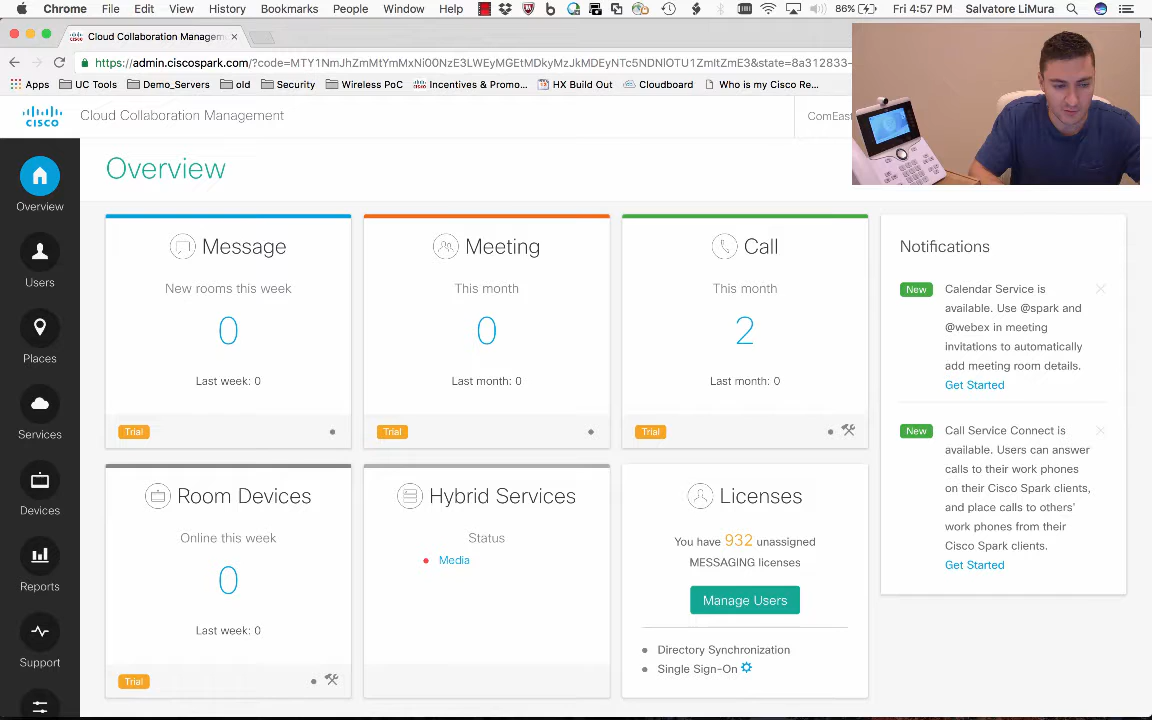 Chrome File Edit View History Bookmarks People Window Help 86% Fri 4:57 PM Salvatore LiMura
Cloud Collaboration Managem
Apps UC Tools Demo_Servers old Security Wireless PoC Incentives & Promo... HX Build Out Cloudboard Who is my Cisco Re...
CISCO Cloud Collaboration Management ComEast
Overview
Overview
Users
Places
Services
Devices
Reports
Support
Message
New rooms this week
0
Last week: 0
Trial
Meeting
This month
0
Last month: 0
Trial
Call
This month
2
Last month: 0
Trial
Room Devices
Online this week
0
Last week: 0
Trial
Hybrid Services
Status
Media
Licenses
You have 932 unassigned
MESSAGING licenses
Manage Users
Directory Synchronization
Single Sign-On
Notifications
New Calendar Service is
available. Use @spark and
@webex in meeting
invitations to automatically
add meeting room details.
Get Started
New Call Service Connect is
available. Users can answer
calls to their work phones
on their Cisco Spark clients,
and place calls to others'
work phones from their
Cisco Spark clients.
Get Started